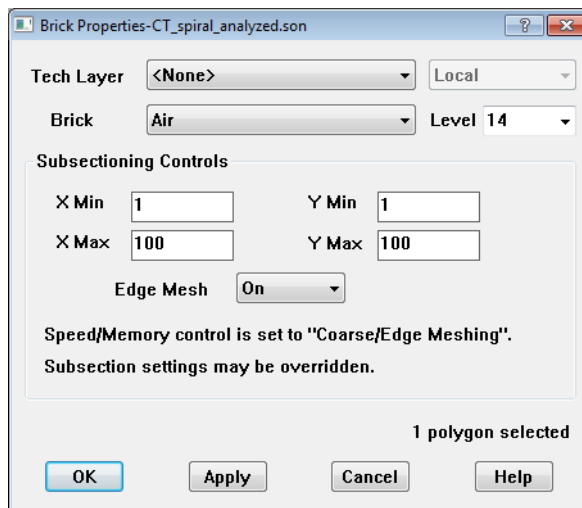 Brick Properties-CT_spiral_analyzed.son
Tech Layer <None> Local
Brick Air Level 14
Subsectioning Controls
X Min 1 Y Min 1
X Max 100 Y Max 100
Edge Mesh On
Speed/Memory control is set to "Coarse/Edge Meshing".
Subsection settings may be overridden.
1 polygon selected
OK Apply Cancel Help